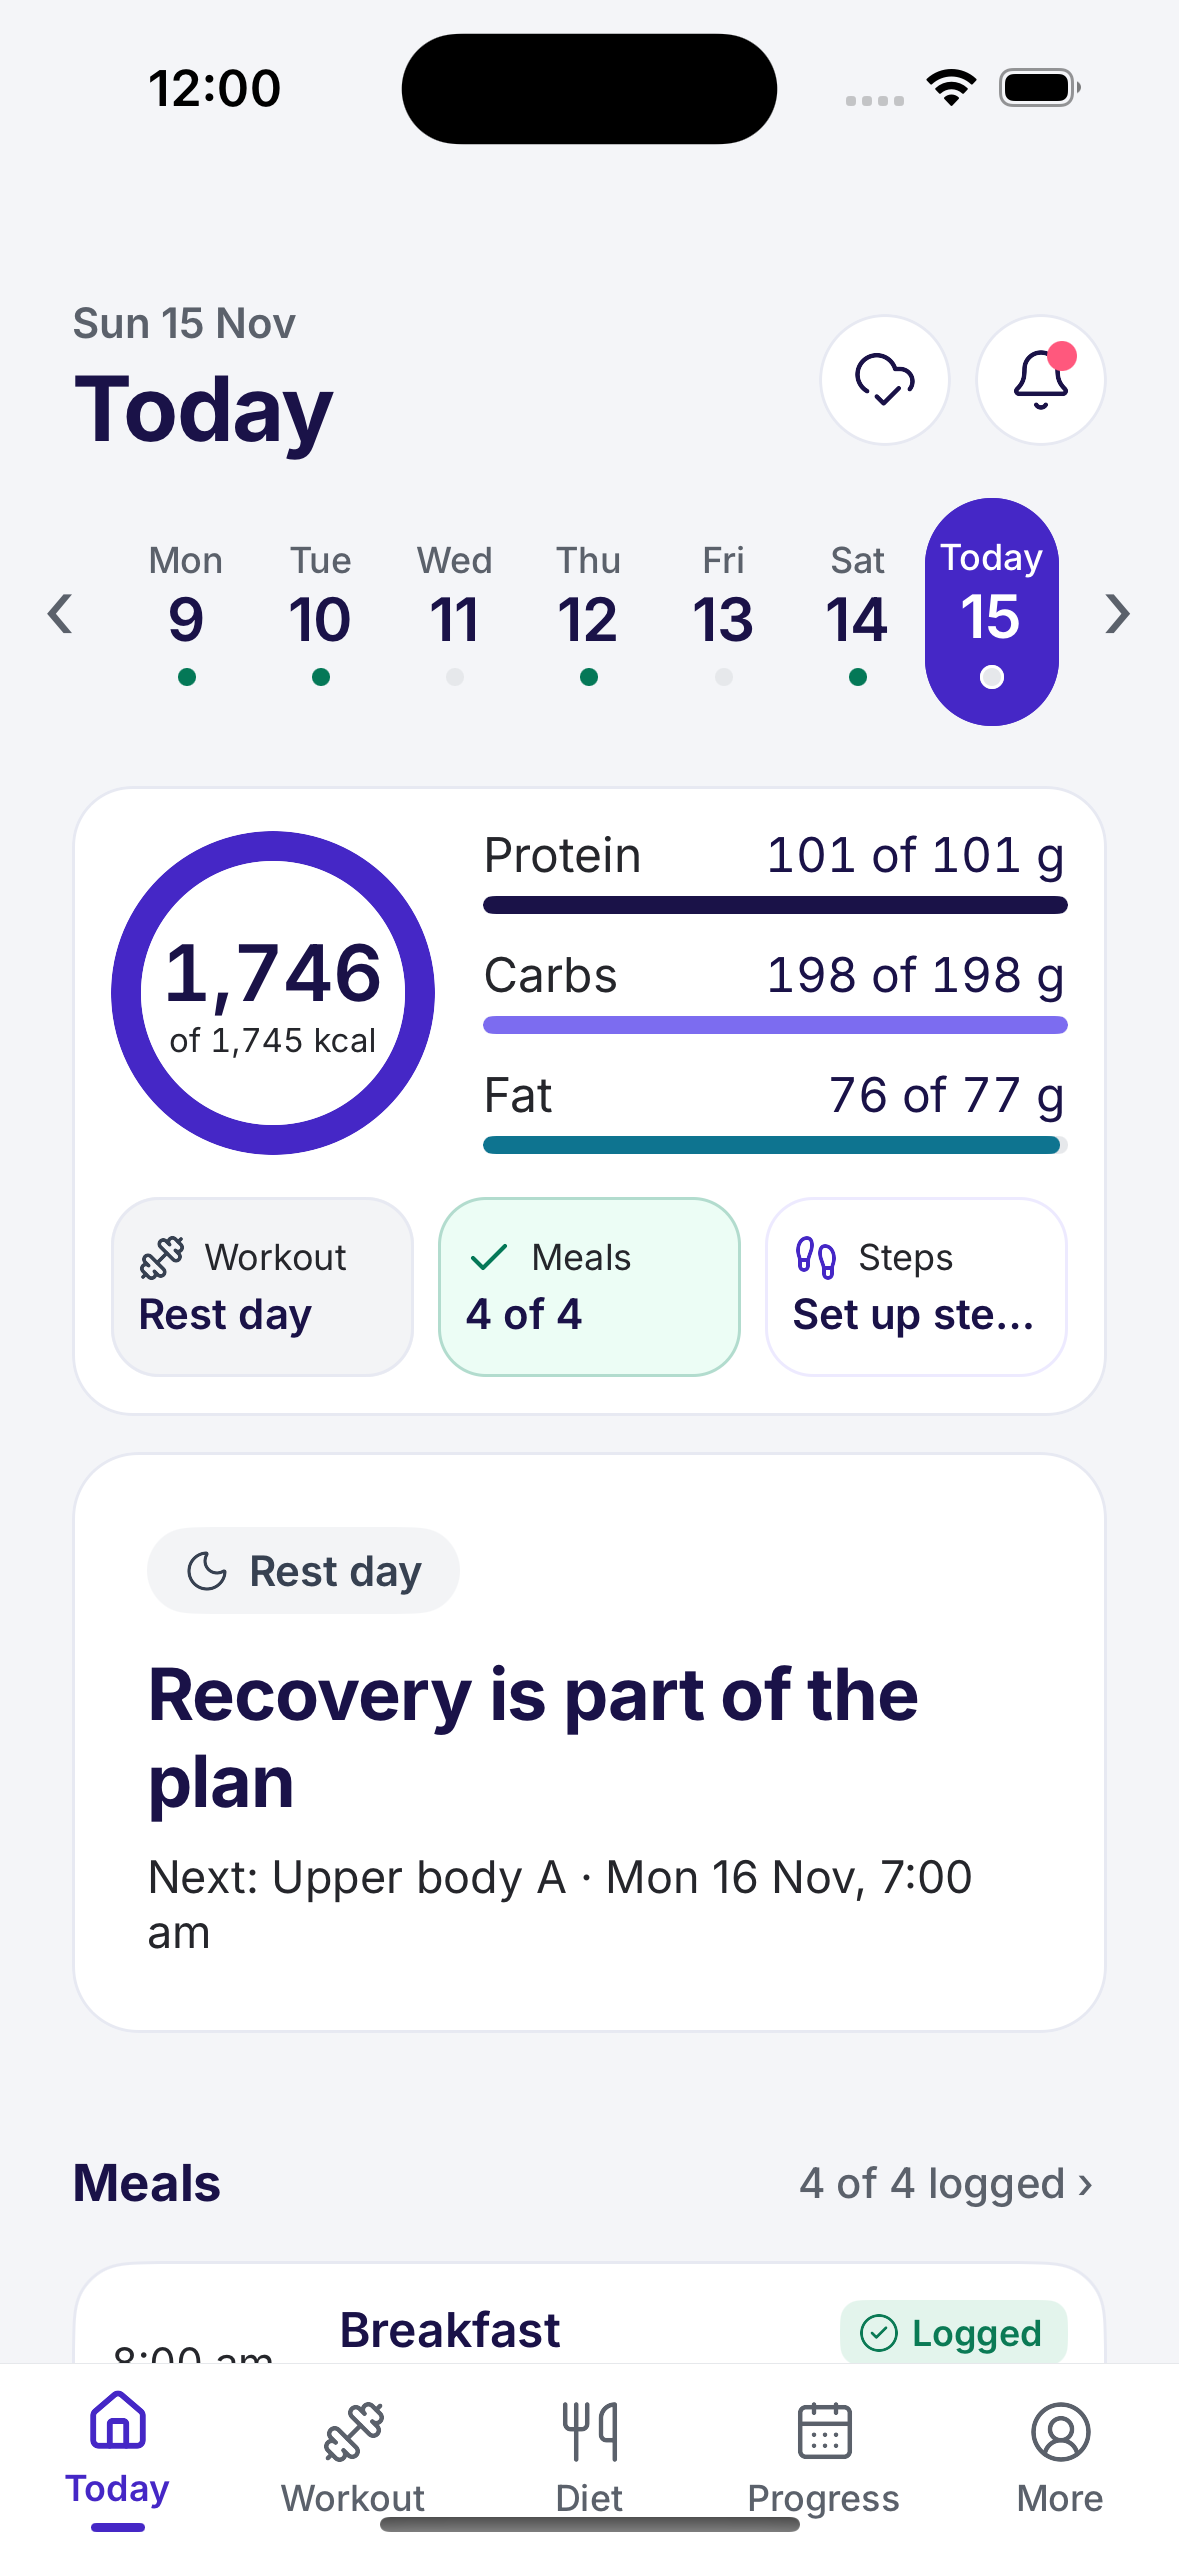 12:00
Sun 15 Nov
Today
Mon Tue Wed Thu Fri Sat Today
9 10 11 12 13 14 15
Protein 101 of 101 g
1,746
of 1,745 kcal
Carbs 198 of 198 g
Fat 76 of 77 g
Workout
Rest day
Meals
4 of 4
Steps
Set up ste...
Rest day
Recovery is part of the
plan
Next: Upper body A · Mon 16 Nov, 7:00
am
Meals 4 of 4 logged ›
8:00 am Breakfast Logged
Today Workout Diet Progress More